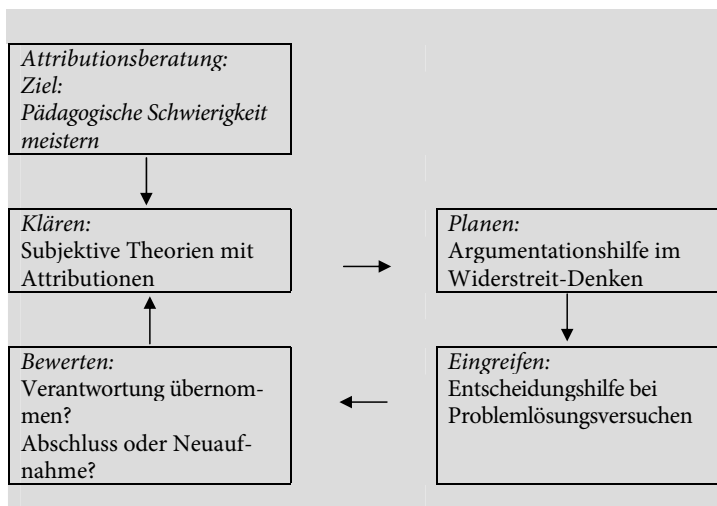 Attributionsberatung:
Ziel:
Pädagogische Schwierigkeit
meistern
Klären:
Subjektive Theorien mit
Attributionen
Planen:
Argumentationshilfe im
Widerstreit-Denken
Bewerten:
Verantwortung übernom-
men?
Abschluss oder Neuauf-
nahme?
Eingreifen:
Entscheidungshilfe bei
Problemlösungsversuchen